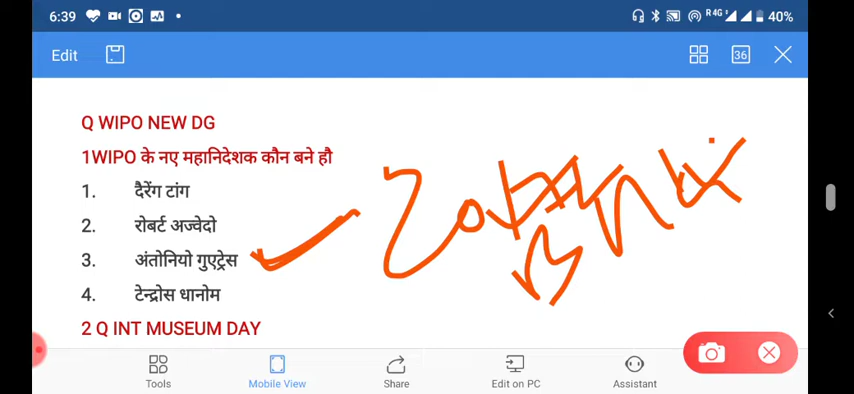 6:39 R 4G 40%
Edit 36
Q WIPO NEW DG
1WIPO के नए महानिदेशक कौन बने हौ
1. दैरेंग टांग
2. रोबर्ट अज्वेदो
3. अंतोनियो गुएट्रेस
4. टेन्द्रोस धानोम
2 Q INT MUSEUM DAY
Tools Mobile View Share Edit on PC Assistant